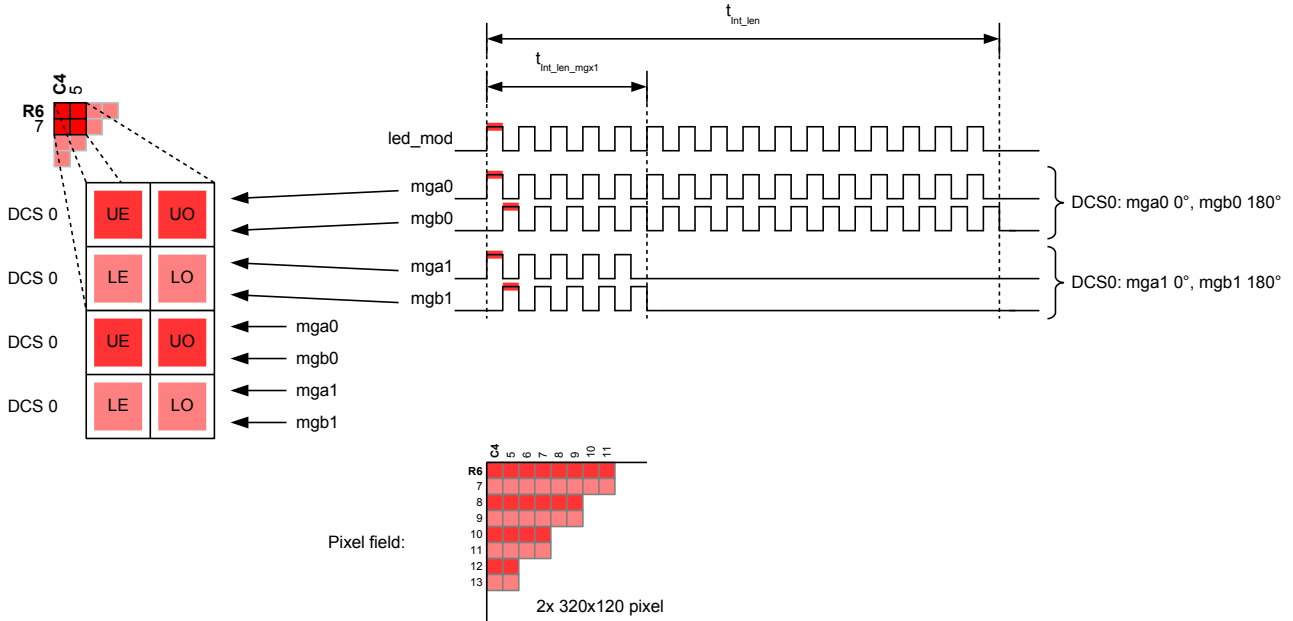 t Int_len
t Int_len_mgx1
C4
5
R6
7
led_mod
mga0
mgb0
DCS0: mga0 0°, mgb0 180°
mga1
mgb1
DCS0: mga1 0°, mgb1 180°
DCS 0 UE UO
DCS 0 LE LO
DCS 0 UE UO
DCS 0 LE LO
mga0
mgb0
mga1
mgb1
C4 5 6 7 8 9 10 11
R6
7
8
9
10
11
12
13
Pixel field:
2x 320x120 pixel